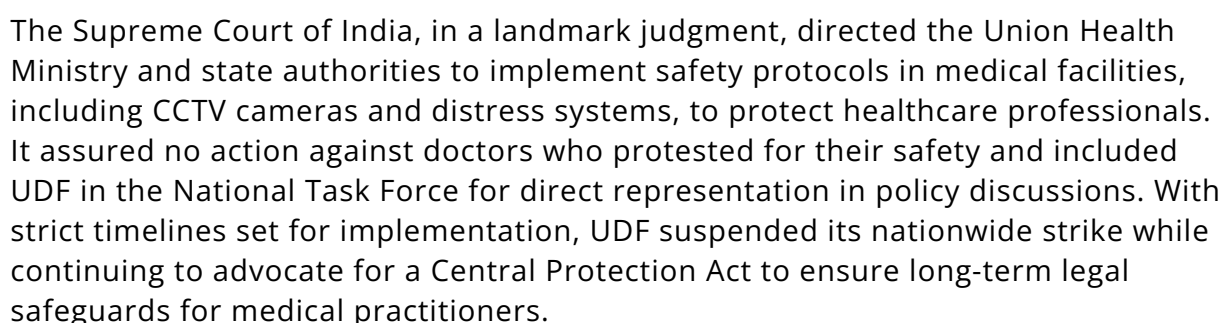 The Supreme Court of India, in a landmark judgment, directed the Union Health
Ministry and state authorities to implement safety protocols in medical facilities,
including CCTV cameras and distress systems, to protect healthcare professionals.
It assured no action against doctors who protested for their safety and included
UDF in the National Task Force for direct representation in policy discussions. With
strict timelines set for implementation, UDF suspended its nationwide strike while
continuing to advocate for a Central Protection Act to ensure long-term legal
safeguards for medical practitioners.